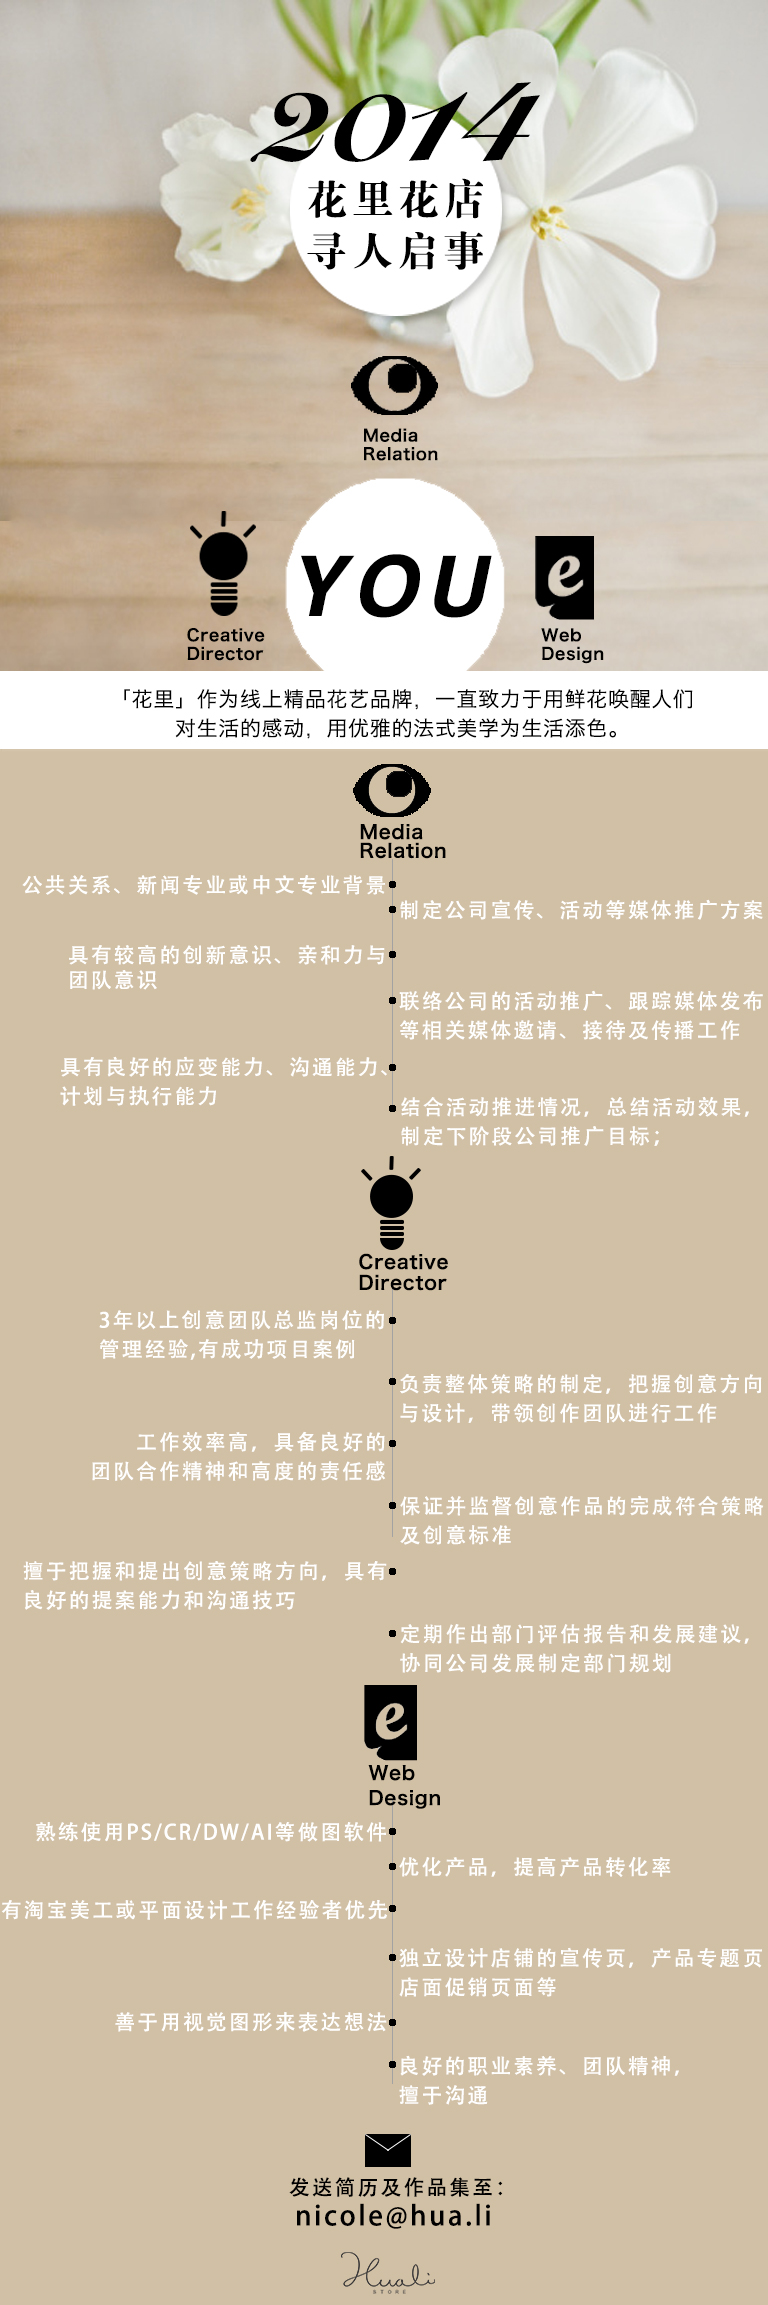 2014
花里花店
寻人启事
Media
Relation
YOU
Creative
Director
e
Web
Design
「花里」作为线上精品花艺品牌，一直致力于用鲜花唤醒人们
对生活的感动，用优雅的法式美学为生活添色。
Media
Relation
公共关系、新闻专业或中文专业背景
制定公司宣传、活动等媒体推广方案
具有较高的创新意识、亲和力与
团队意识
联络公司的活动推广、跟踪媒体发布
等相关媒体邀请、接待及传播工作
具有良好的应变能力、沟通能力、
计划与执行能力
结合活动推进情况，总结活动效果，
制定下阶段公司推广目标；
Creative
Director
3年以上创意团队总监岗位的
管理经验,有成功项目案例
负责整体策略的制定，把握创意方向
与设计，带领创作团队进行工作
工作效率高，具备良好的
团队合作精神和高度的责任感
保证并监督创意作品的完成符合策略
及创意标准
擅于把握和提出创意策略方向，具有
良好的提案能力和沟通技巧
定期作出部门评估报告和发展建议，
协同公司发展制定部门规划
e
Web
Design
熟练使用PS/CR/DW/AI等做图软件
优化产品，提高产品转化率
有淘宝美工或平面设计工作经验者优先
独立设计店铺的宣传页，产品专题页
店面促销页面等
善于用视觉图形来表达想法
良好的职业素养、团队精神，
擅于沟通
发送简历及作品集至：
nicole@hua.li
Huali
STORE